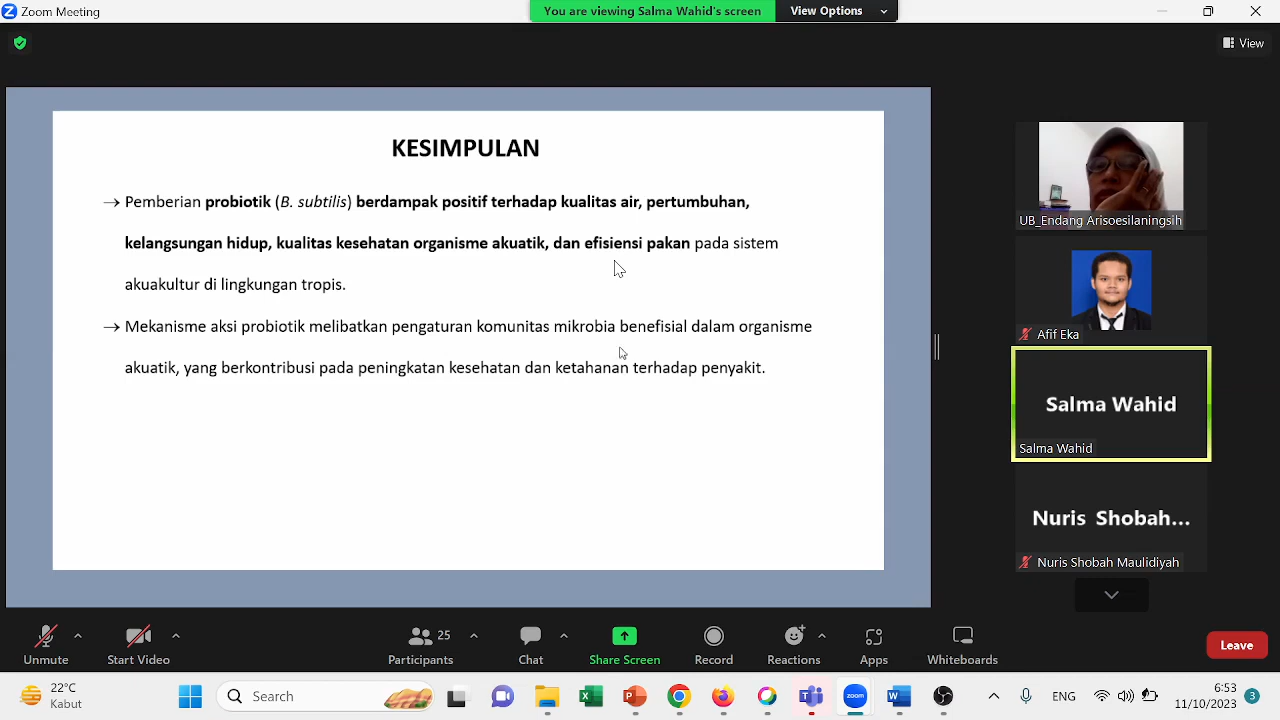 Zoom Meeting
You are viewing Salma Wahid's screen
View Options
View
KESIMPULAN
→ Pemberian probiotik (B. subtilis) berdampak positif terhadap kualitas air, pertumbuhan,
kelangsungan hidup, kualitas kesehatan organisme akuatik, dan efisiensi pakan pada sistem
akuakultur di lingkungan tropis.
→ Mekanisme aksi probiotik melibatkan pengaturan komunitas mikrobia benefisial dalam organisme
akuatik, yang berkontribusi pada peningkatan kesehatan dan ketahanan terhadap penyakit.
UB_Endang Arisoesilaningsih
Afif Eka
Salma Wahid
Salma Wahid
Nuris Shobah...
Nuris Shobah Maulidiyah
Unmute
Start Video
25
Participants
Chat
Share Screen
Record
Reactions
Apps
Whiteboards
Leave
22°C
Kabut
Search
zoom
ENG
6:53
11/10/2023
3